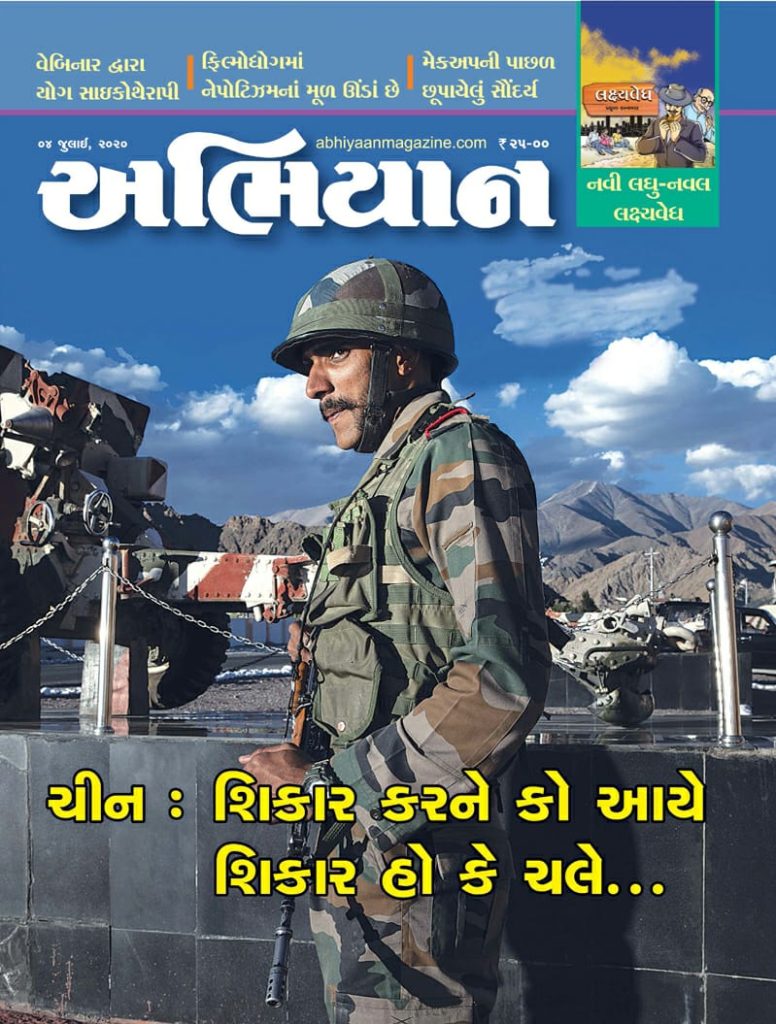 વેબિનાર દ્વારા
યોગ સાઇકોથેરાપી
ફિલ્મોદ્યોગમાં
નેપોટિઝમનાં મૂળ ઊંડાં છે
મેકઅપની પાછળ
છૂપાયેલું સૌંદર્ય
લક્ષ્યવેધ
નવી લઘુ-નવલ
લક્ષ્યવેધ
૦૪ જુલાઈ, ૨૦૨૦
abhiyaanmagazine.com
₹ ૨૫-૦૦
અભિયાન
ચીન : શિકાર કરને કો આયે
શિકાર હો કે ચલે...